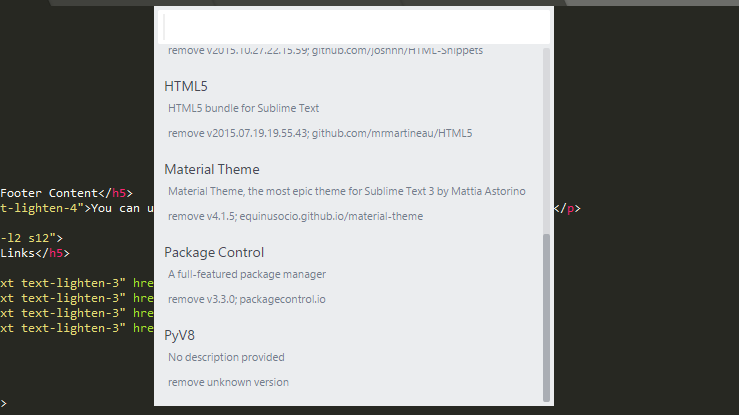 remove v2015.10.27.22.15.59; github.com/joshnh/HTML-Snippets
HTML5
HTML5 bundle for Sublime Text
remove v2015.07.19.19.55.43; github.com/mrmartineau/HTML5
Material Theme
Material Theme, the most epic theme for Sublime Text 3 by Mattia Astorino
remove v4.1.5; equinusocio.github.io/material-theme
Package Control
A full-featured package manager
remove v3.3.0; packagecontrol.io
PyV8
No description provided
remove unknown version
Footer Content</h5>
t-lighten-4">You can u
</p>
-l2 s12">
Links</h5>
xt text-lighten-3" hre
xt text-lighten-3" hre
xt text-lighten-3" hre
xt text-lighten-3" hre
>